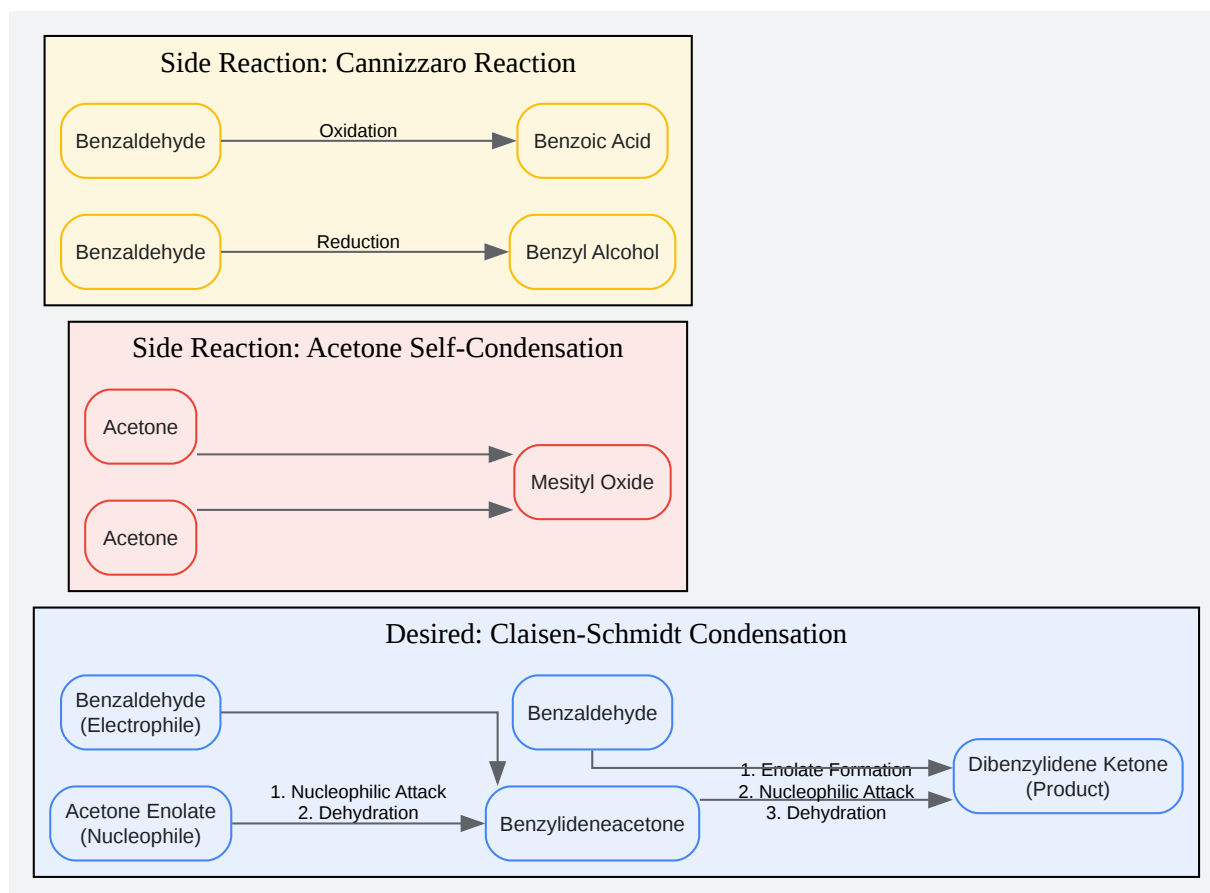 Side Reaction: Cannizzaro Reaction
Benzaldehyde
Oxidation
Benzoic Acid
Benzaldehyde
Reduction
Benzyl Alcohol
Side Reaction: Acetone Self-Condensation
Acetone
Acetone
Mesityl Oxide
Desired: Claisen-Schmidt Condensation
Benzaldehyde
(Electrophile)
Benzaldehyde
Acetone Enolate
(Nucleophile)
1. Nucleophilic Attack
2. Dehydration
Benzylideneacetone
1. Enolate Formation
2. Nucleophilic Attack
3. Dehydration
Dibenzylidene Ketone
(Product)